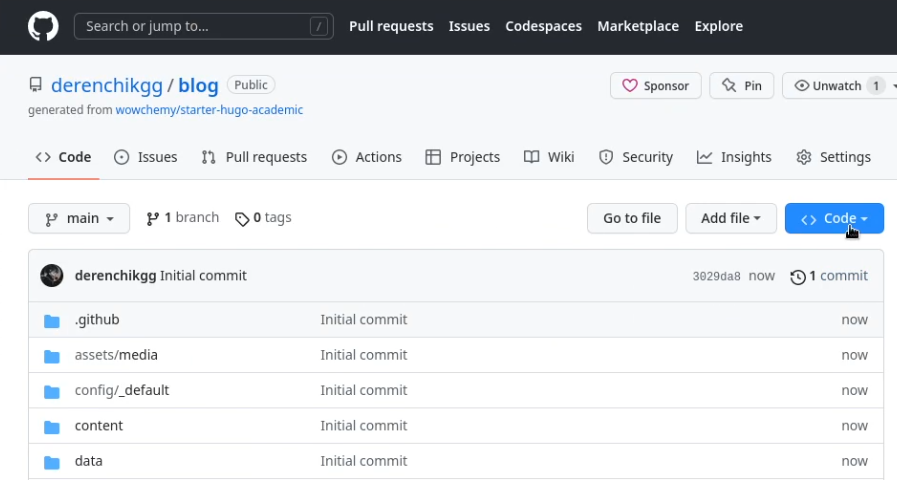 Search or jump to... / Pull requests Issues Codespaces Marketplace Explore
derenchikgg / blog Public Sponsor Pin Unwatch 1
generated from wowchemy/starter-hugo-academic
Code Issues Pull requests Actions Projects Wiki Security Insights Settings
main 1 branch 0 tags Go to file Add file Code
derenchikgg Initial commit 3029da8 now 1 commit
.github Initial commit now
assets/media Initial commit now
config/_default Initial commit now
content Initial commit now
data Initial commit now